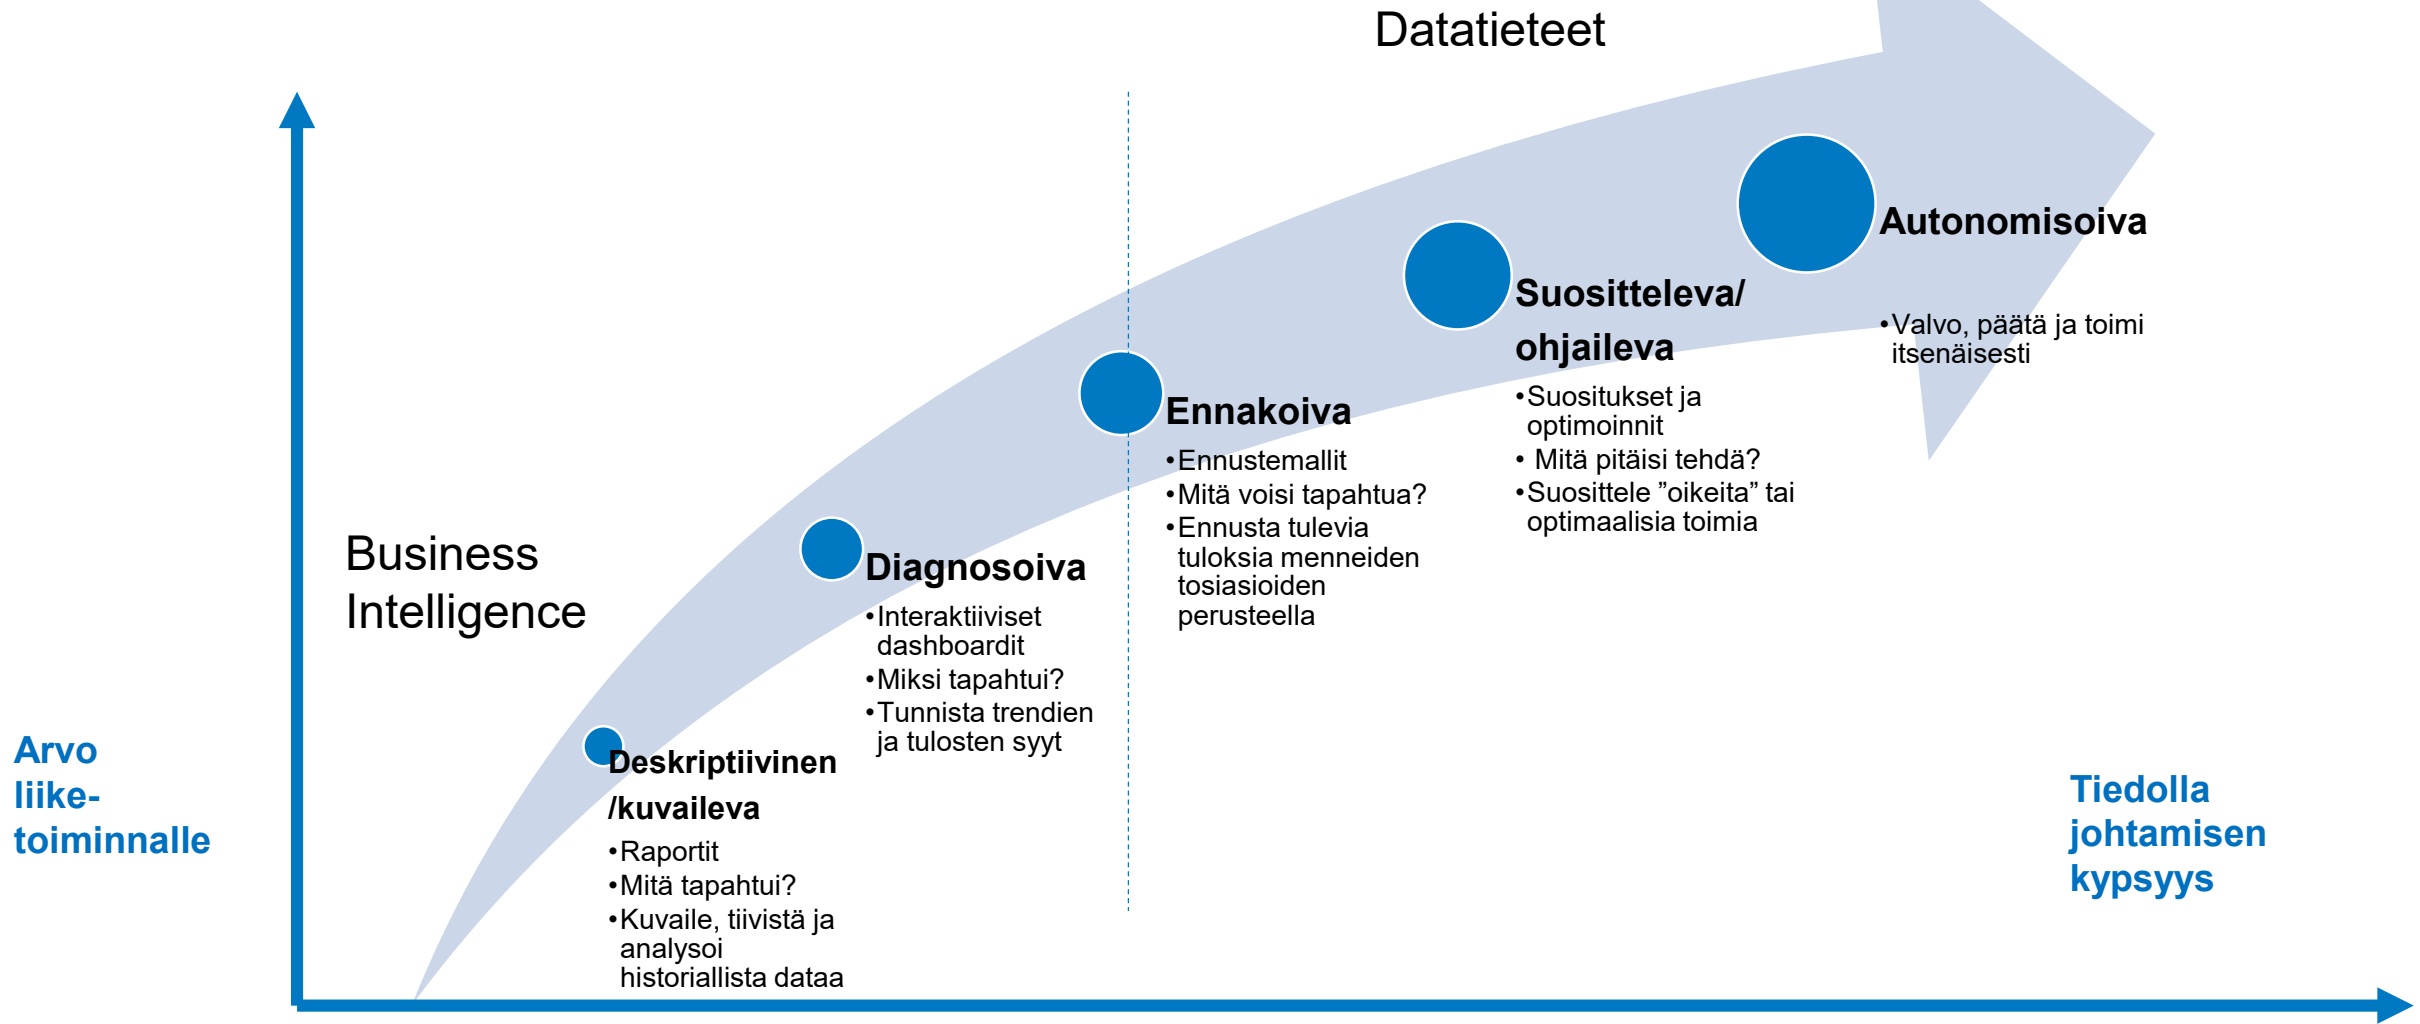 Datatieteet
Business
Intelligence
Arvo
liike-
toiminnalle
Deskriptiivinen
/kuvaileva
•Raportit
•Mitä tapahtui?
•Kuvaile, tiivistä ja
analysoi
historiallista dataa
Diagnosoiva
•Interaktiiviset
dashboardit
•Miksi tapahtui?
•Tunnista trendien
ja tulosten syyt
Ennakoiva
•Ennustemallit
•Mitä voisi tapahtua?
•Ennusta tulevia
tuloksia menneiden
tosiasioiden
perusteella
Suositteleva/
ohjaileva
•Suositukset ja
optimoinnit
• Mitä pitäisi tehdä?
•Suosittele ”oikeita” tai
optimaalisia toimia
Autonomisoiva
•Valvo, päätä ja toimi
itsenäisesti
Tiedolla
johtamisen
kypsyys